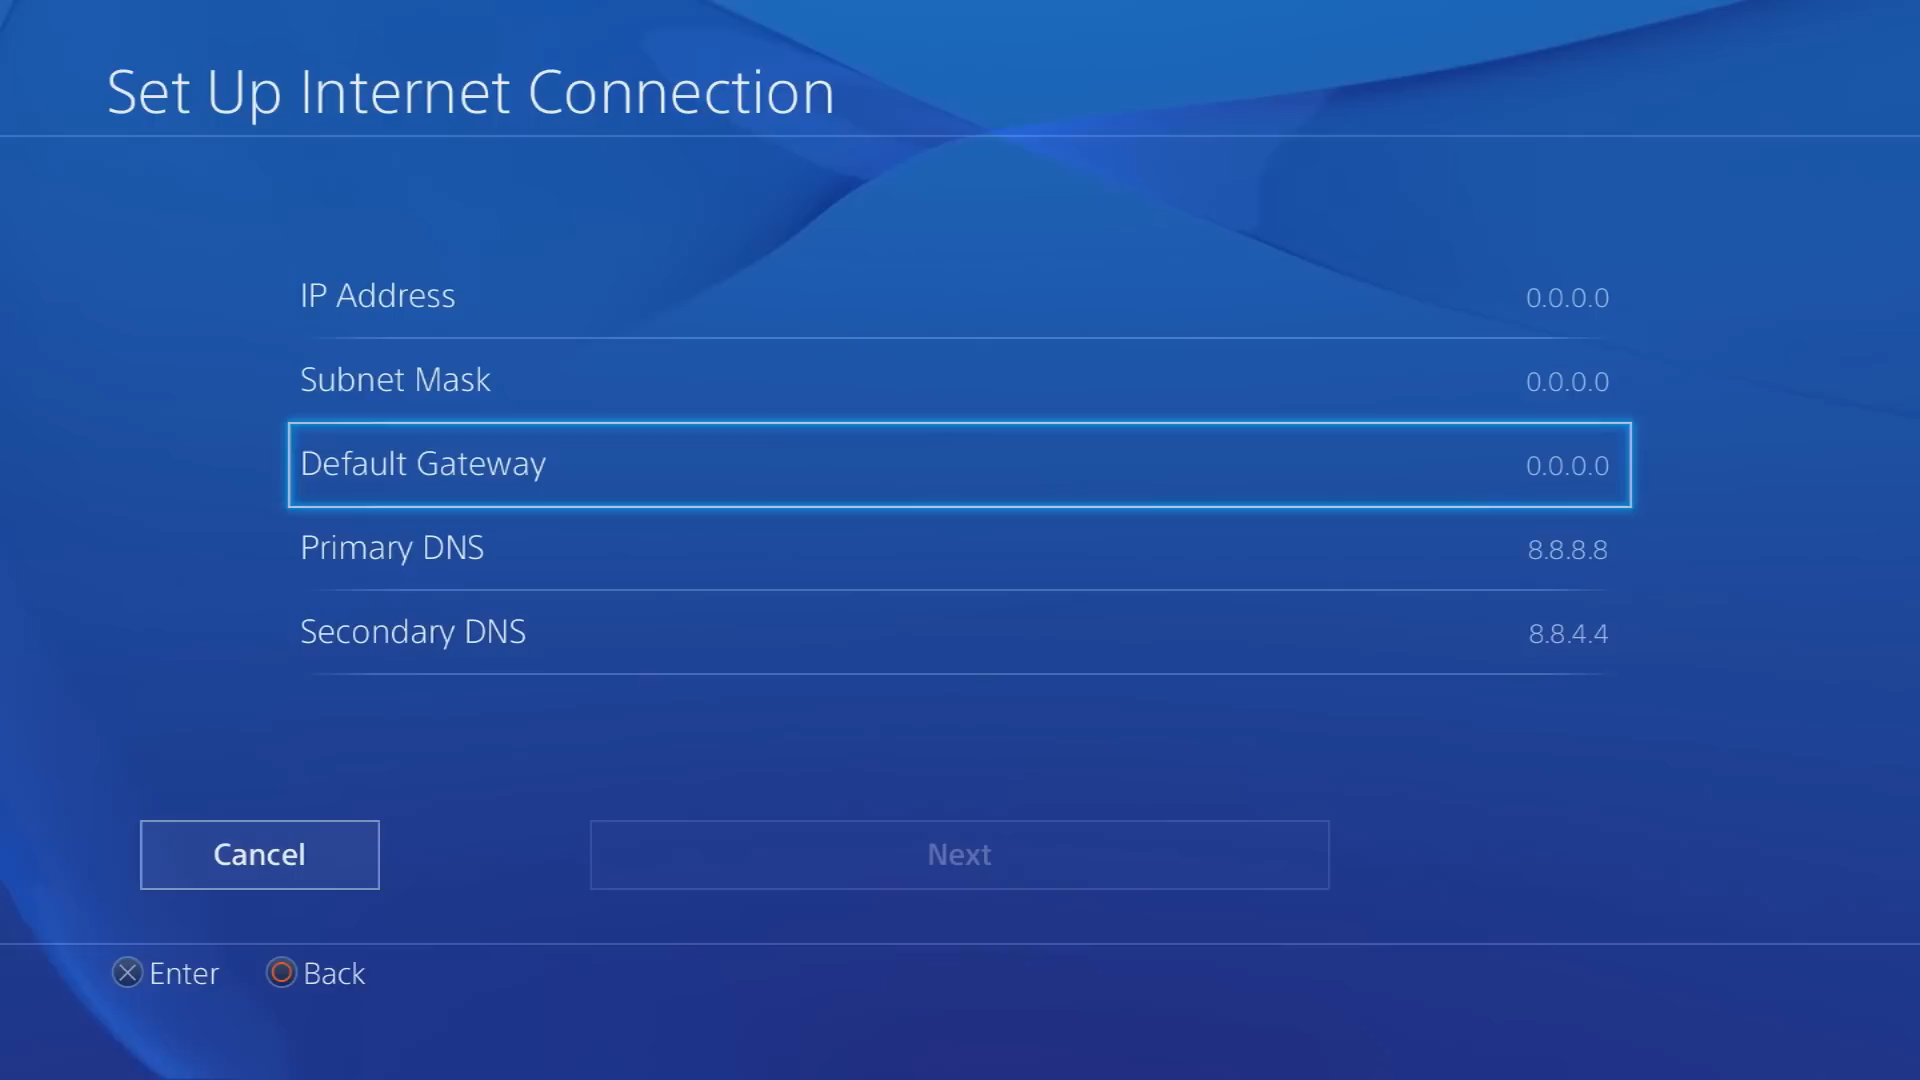 Set Up Internet Connection
IP Address 0.0.0.0
Subnet Mask 0.0.0.0
Default Gateway 0.0.0.0
Primary DNS 8.8.8.8
Secondary DNS 8.8.4.4
Cancel Next
Enter Back